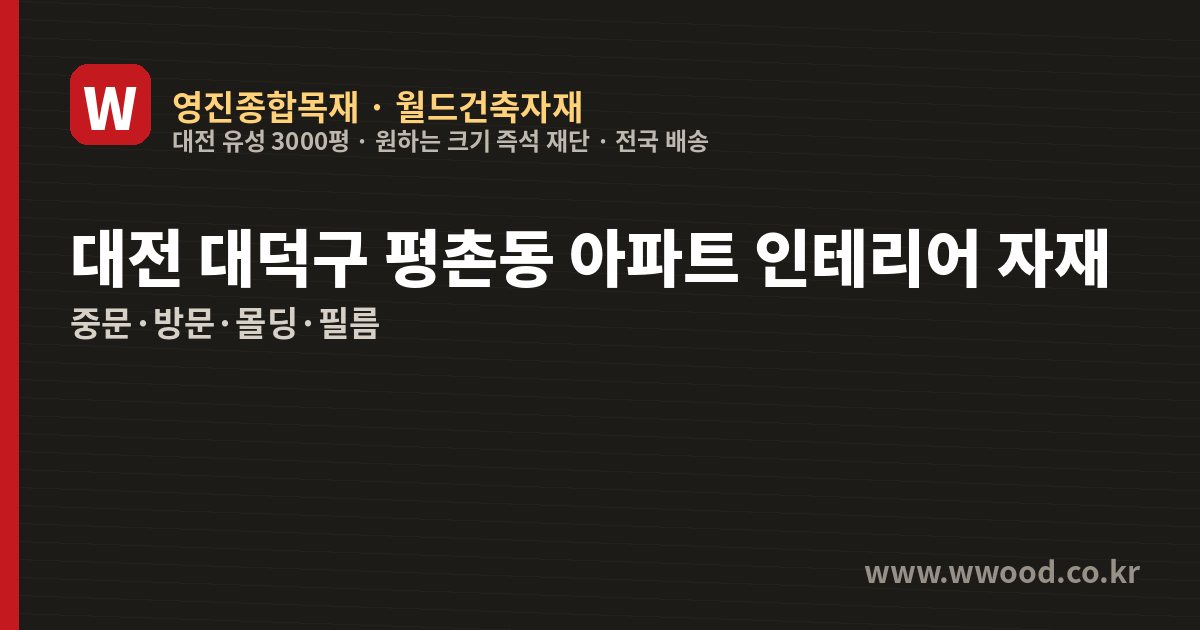 W
영진종합목재 · 월드건축자재
대전 유성 3000평 · 원하는 크기 즉석 재단 · 전국 배송
대전 대덕구 평촌동 아파트 인테리어 자재
중문·방문·몰딩·필름
www.wwood.co.kr